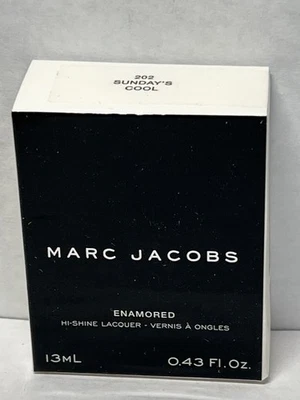 202
SUNDAY'S
COOL
MARC JACOBS
ENAMORED
HI-SHINE LACQUER - VERNIS À ONGLES
13ML 0.43 FL.OZ.